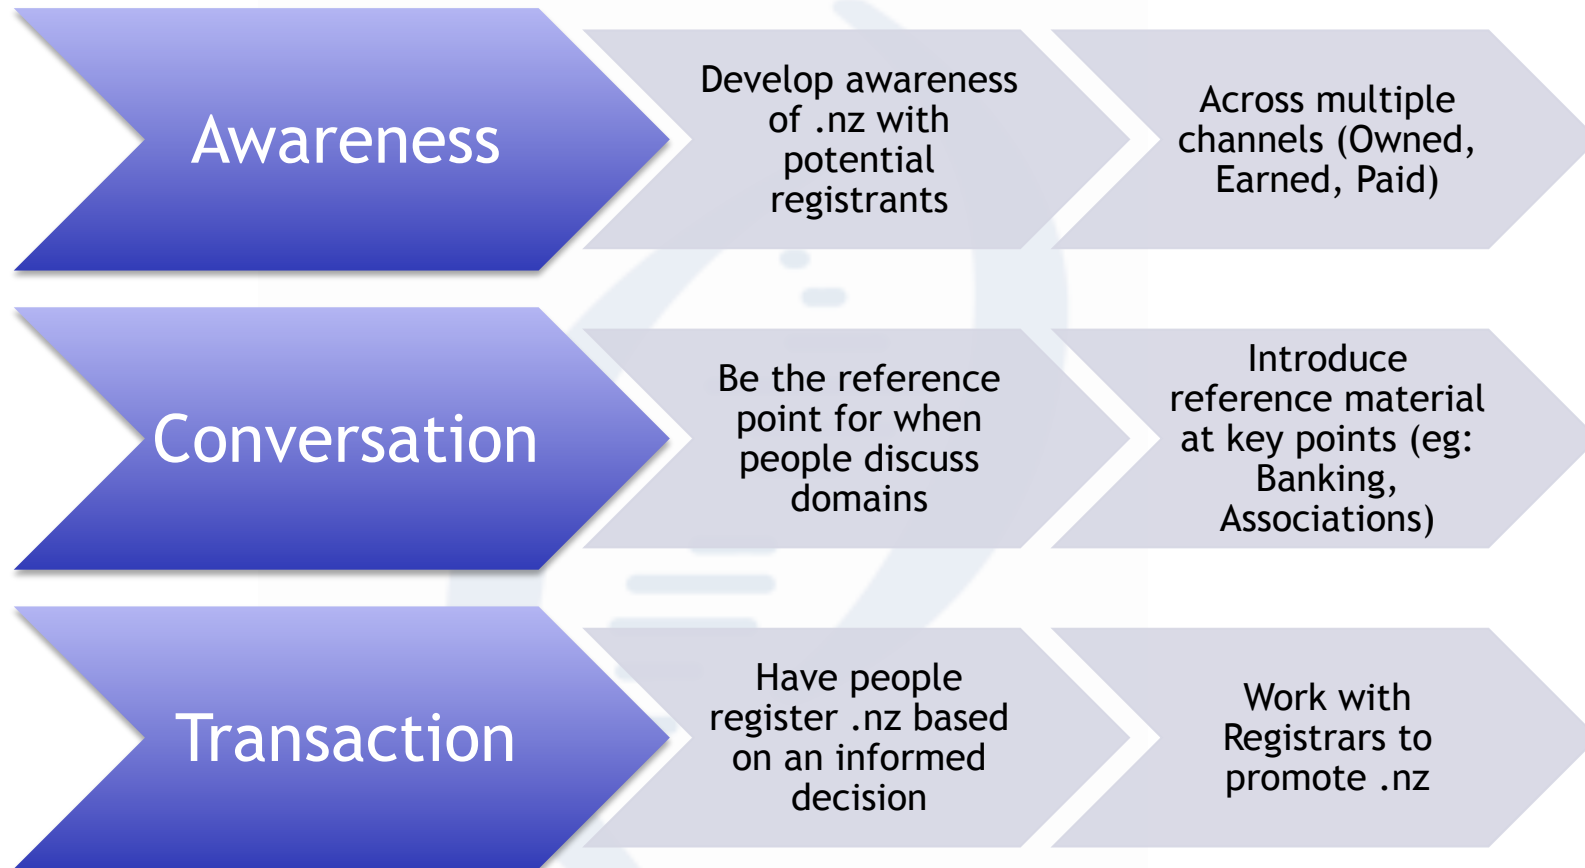 Awareness
Develop awareness
of .nz with
potential
registrants
Across multiple
channels (Owned,
Earned, Paid)
Conversation
Be the reference
point for when
people discuss
domains
Introduce
reference material
at key points (eg:
Banking,
Associations)
Transaction
Have people
register .nz based
on an informed
decision
Work with
Registrars to
promote .nz